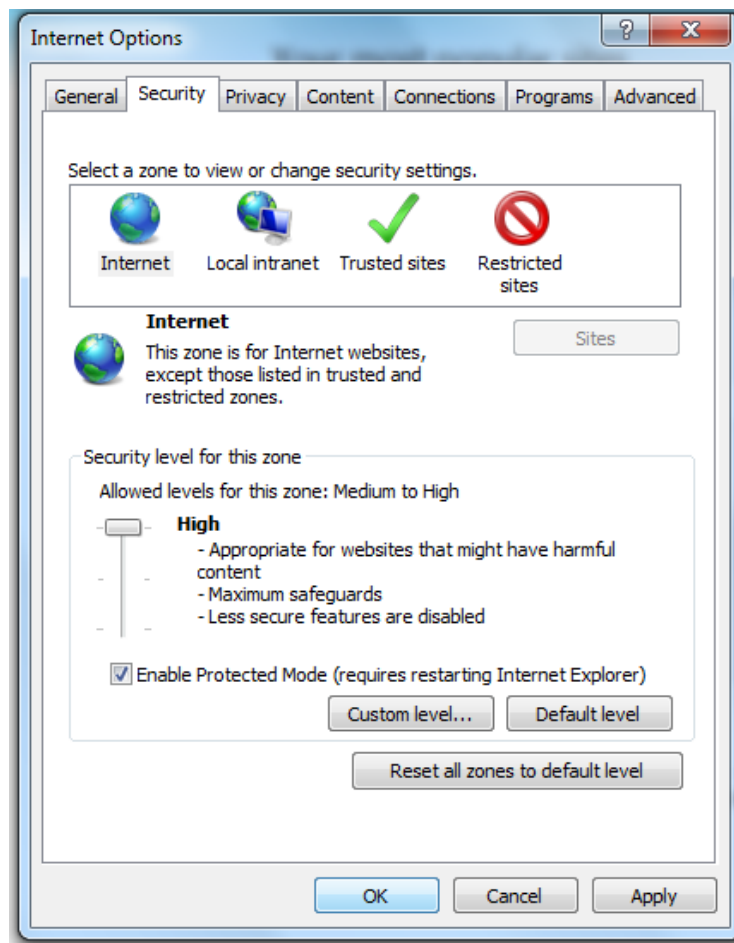 Internet Options
General Security Privacy Content Connections Programs Advanced
Select a zone to view or change security settings.
Internet Local intranet Trusted sites Restricted
sites
Internet
Sites
This zone is for Internet websites,
except those listed in trusted and
restricted zones.
Security level for this zone
Allowed levels for this zone: Medium to High
High
- Appropriate for websites that might have harmful
content
- Maximum safeguards
- Less secure features are disabled
Enable Protected Mode (requires restarting Internet Explorer)
Custom level... Default level
Reset all zones to default level
OK Cancel Apply